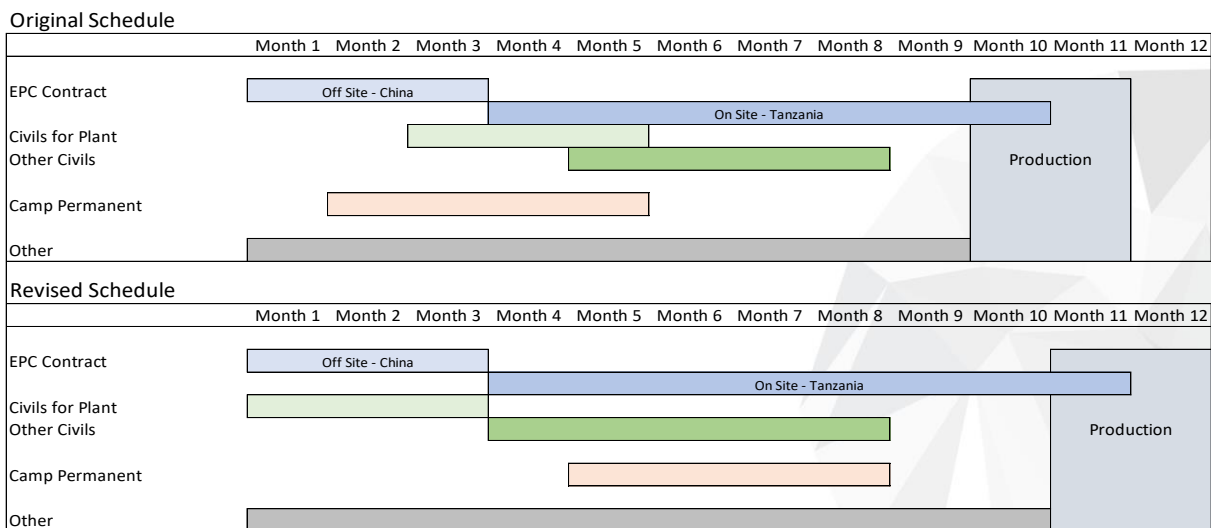 Original Schedule
Month 1 Month 2 Month 3 Month 4 Month 5 Month 6 Month 7 Month 8 Month 9 Month 10 Month 11 Month 12
EPC Contract Off Site - China
On Site - Tanzania
Civils for Plant
Other Civils Production
Camp Permanent
Other
Revised Schedule
Month 1 Month 2 Month 3 Month 4 Month 5 Month 6 Month 7 Month 8 Month 9 Month 10 Month 11 Month 12
EPC Contract Off Site - China
On Site - Tanzania
Civils for Plant
Other Civils Production
Camp Permanent
Other